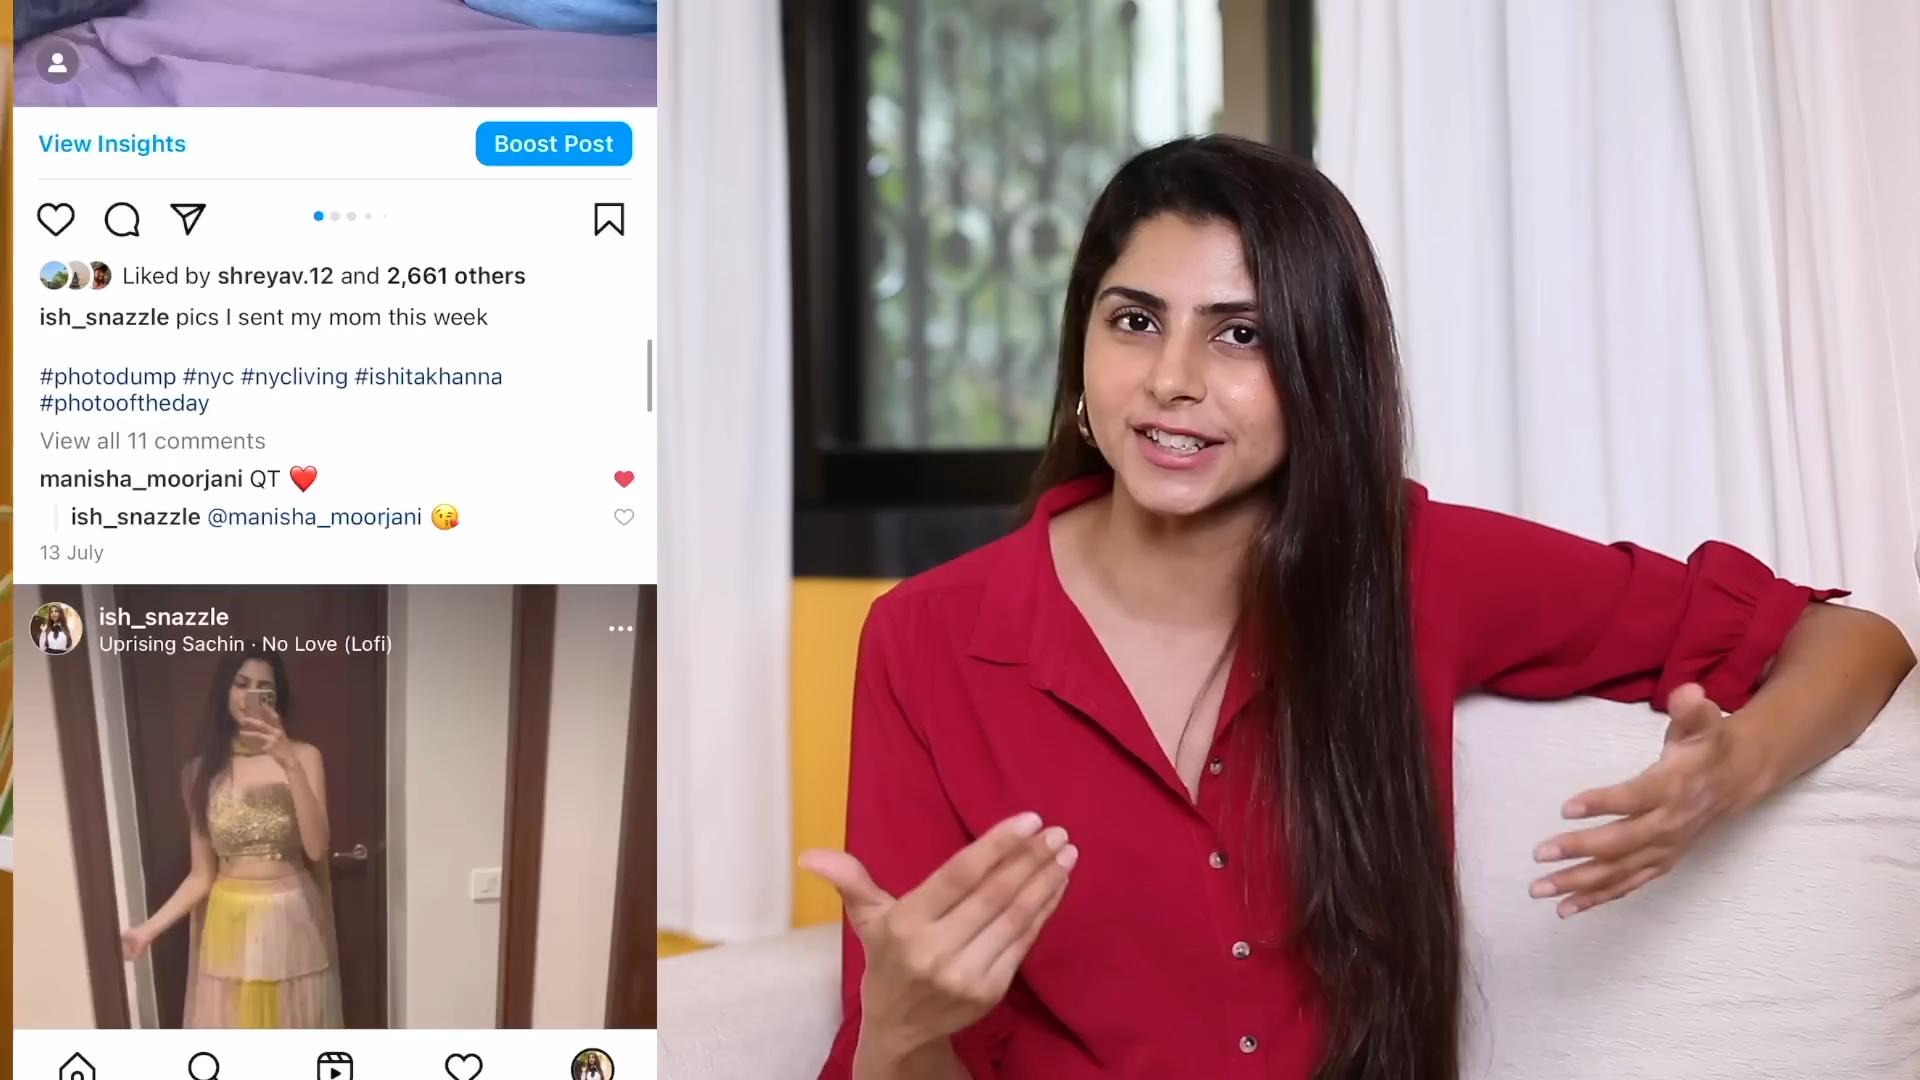 View Insights
Boost Post
Liked by shreyav.12 and 2,661 others
ish_snazzle pics I sent my mom this week
#photodump #nyc #nycliving #ishitakhanna
#photooftheday
View all 11 comments
manisha_moorjani QT ❤️
ish_snazzle @manisha_moorjani 😘
13 July
ish_snazzle
Uprising Sachin · No Love (Lofi)